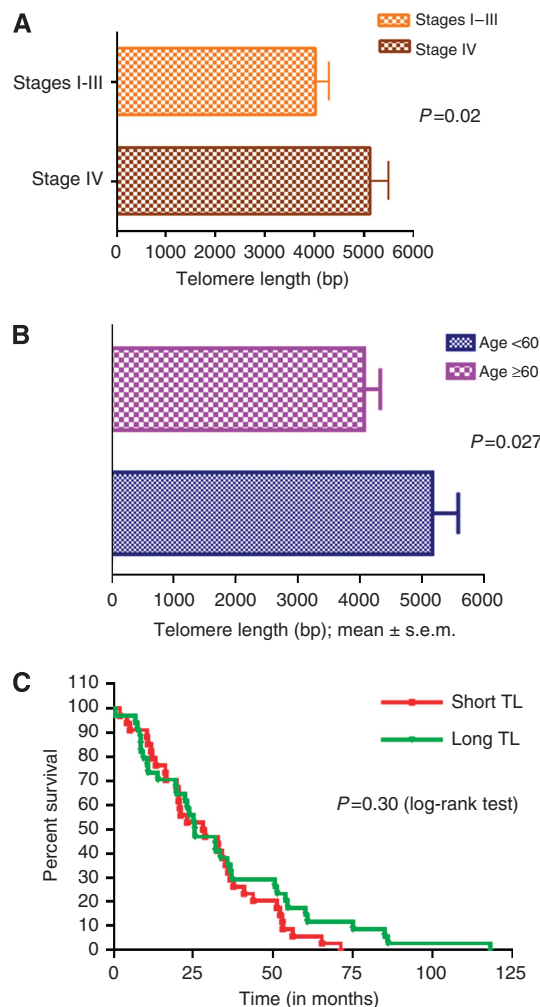 A
Stages I–III
Stage IV
Stages I-III
P=0.02
Stage IV
0 1000 2000 3000 4000 5000 6000
Telomere length (bp)
B
Age <60
Age ≥60
P=0.027
0 1000 2000 3000 4000 5000 6000
Telomere length (bp); mean ± s.e.m.
C
110
100
90
80
70
60
50
40
30
20
10
0
Percent survival
Short TL
Long TL
P=0.30 (log-rank test)
0 25 50 75 100 125
Time (in months)